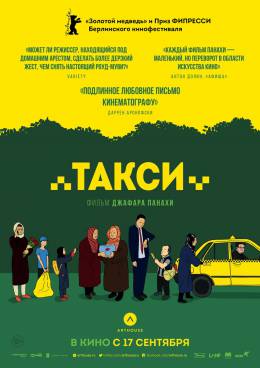 «Золотой медведь» и Приз ФИПРЕССИ
Берлинского кинофестиваля
«МОЖЕТ ЛИ РЕЖИССЕР, НАХОДЯЩИЙСЯ ПОД
ДОМАШНИМ АРЕСТОМ, СДЕЛАТЬ БОЛЕЕ ДЕРЗКИЙ
ЖЕСТ, ЧЕМ СНЯТЬ НАСТОЯЩИЙ РОУД-МУВИ?»
VARIETY
«КАЖДЫЙ ФИЛЬМ ПАНАХИ —
МАЛЕНЬКИЙ, НО ПЕРЕВОРОТ В ОБЛАСТИ
ИСКУССТВА КИНО»
АНТОН ДОЛИН, «АФИША»
«ПОДЛИННОЕ ЛЮБОВНОЕ ПИСЬМО
КИНЕМАТОГРАФУ»
ДАРРЕН АРОНОФСКИ
ТАКСИ
ФИЛЬМ ДЖАФАРА ПАНАХИ
ARTHOUSE
В КИНО С 17 СЕНТЯБРЯ